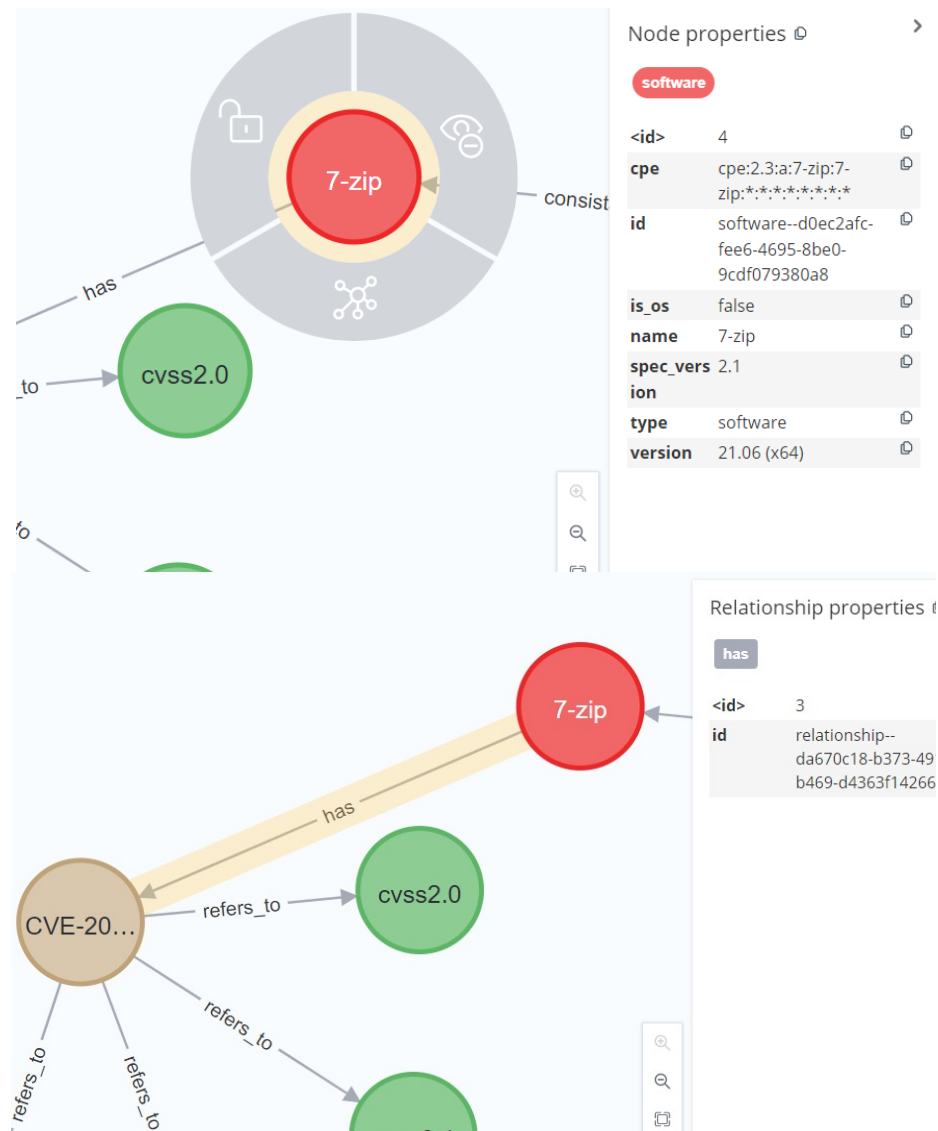 Node properties
software
7-zip
<id> 4
cpe cpe:2.3:a:7-zip:7-
zip:*:*:*:*:*:*:*:*
consist
id software--d0ec2afc-
fee6-4695-8be0-
9cdf079380a8
has
is_os false
name 7-zip
cvss2.0
_to
spec_vers 2.1
ion
type software
version 21.06 (x64)
Relationship properties
has
7-zip
<id> 3
id relationship--
da670c18-b373-49
b469-d4363f14266
has
cvss2.0
refers_to
CVE-20...
refers_to
refers_to
refers_to